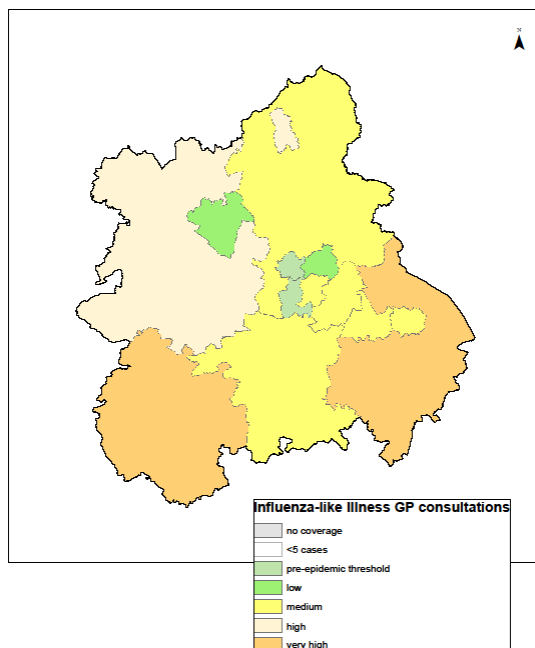 Influenza-like Illness GP consultations
no coverage
<5 cases
pre-epidemic threshold
low
medium
high
very high